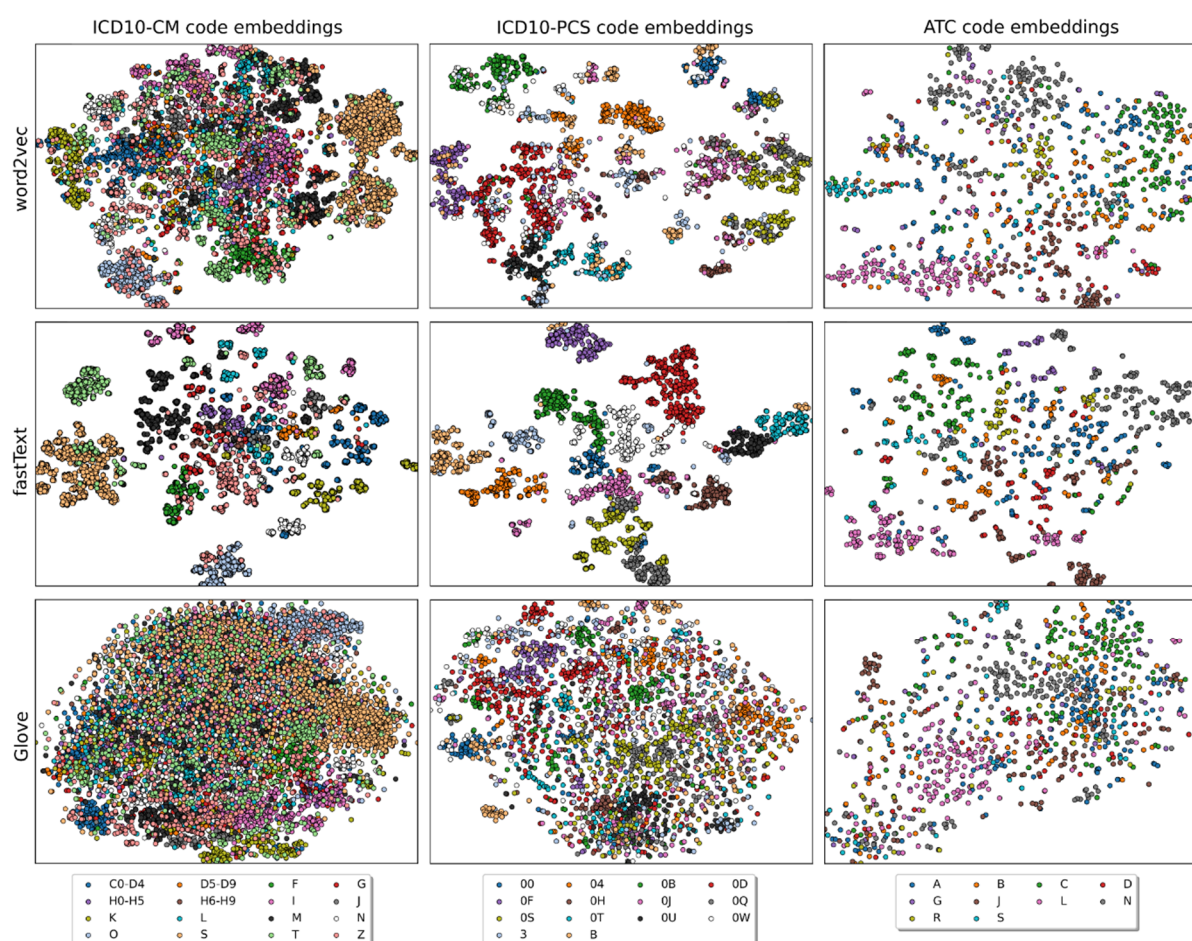 ICD10-CM code embeddings ICD10-PCS code embeddings ATC code embeddings
word2vec
fastText
Glove
C0-D4 D5-D9 F G
H0-H5 H6-H9 I J
K L M N
O S T Z
00 04 0B 0D
0F 0H 0J 0Q
0S 0T 0U 0W
3 B
A B C D
G J L N
R S